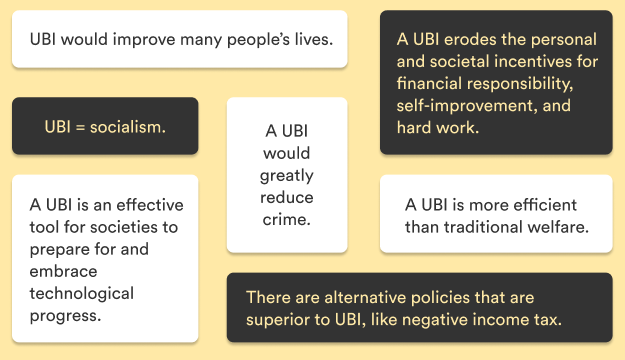 UBI would improve many people’s lives.
A UBI erodes the personal
and societal incentives for
financial responsibility,
self-improvement, and
hard work.
UBI = socialism.
A UBI
would
greatly
reduce
crime.
A UBI is an effective
tool for societies to
prepare for and
embrace
technological
progress.
A UBI is more efficient
than traditional welfare.
There are alternative policies that are
superior to UBI, like negative income tax.